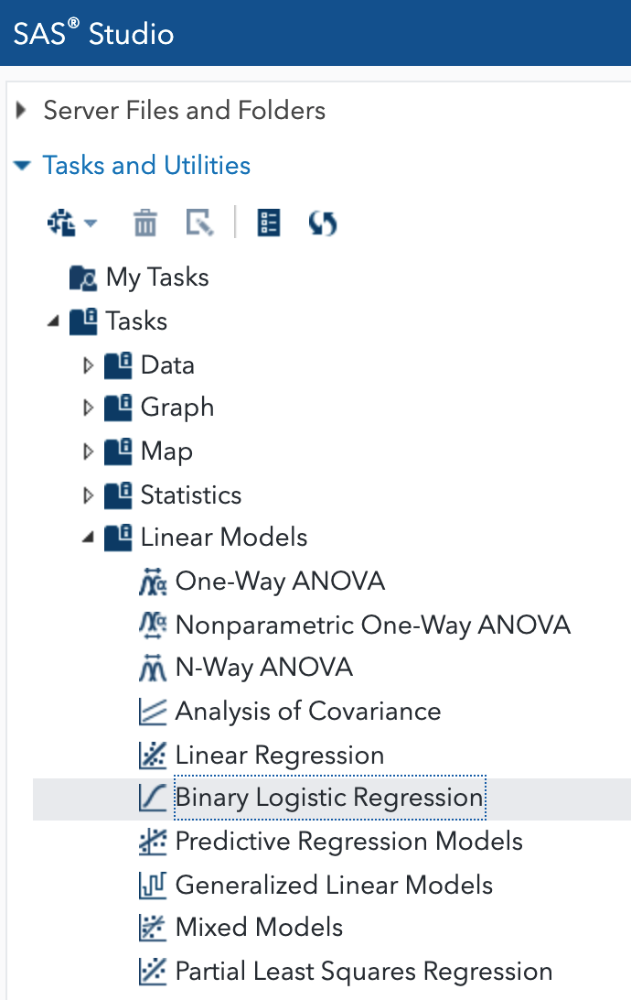 SAS® Studio
Server Files and Folders
Tasks and Utilities
My Tasks
Tasks
Data
Graph
Map
Statistics
Linear Models
One-Way ANOVA
Nonparametric One-Way ANOVA
N-Way ANOVA
Analysis of Covariance
Linear Regression
Binary Logistic Regression
Predictive Regression Models
Generalized Linear Models
Mixed Models
Partial Least Squares Regression